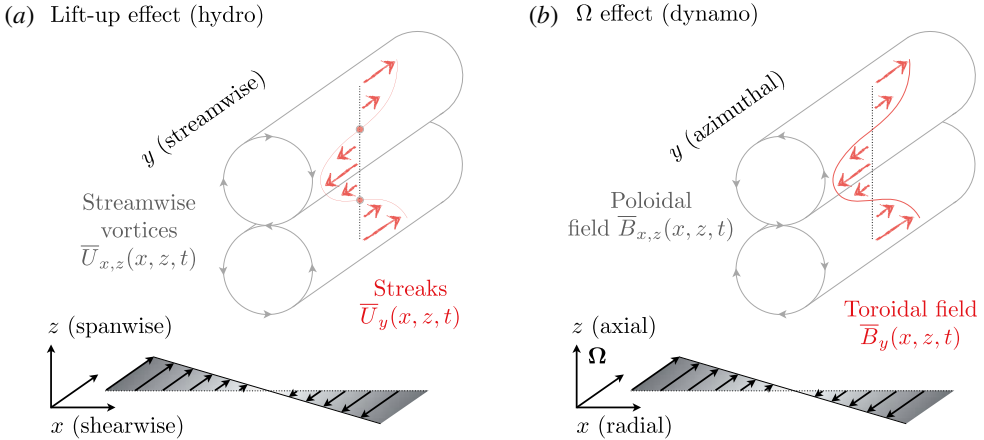 (a) Lift-up effect (hydro)
y (streamwise)
Streamwise
vortices
U̅x,z(x, z, t)
Streaks
U̅y(x, z, t)
z (spanwise)
x (shearwise)
(b) Ω effect (dynamo)
y (azimuthal)
Poloidal
field B̅x,z(x, z, t)
Toroidal field
B̅y(x, z, t)
z (axial)
Ω
x (radial)